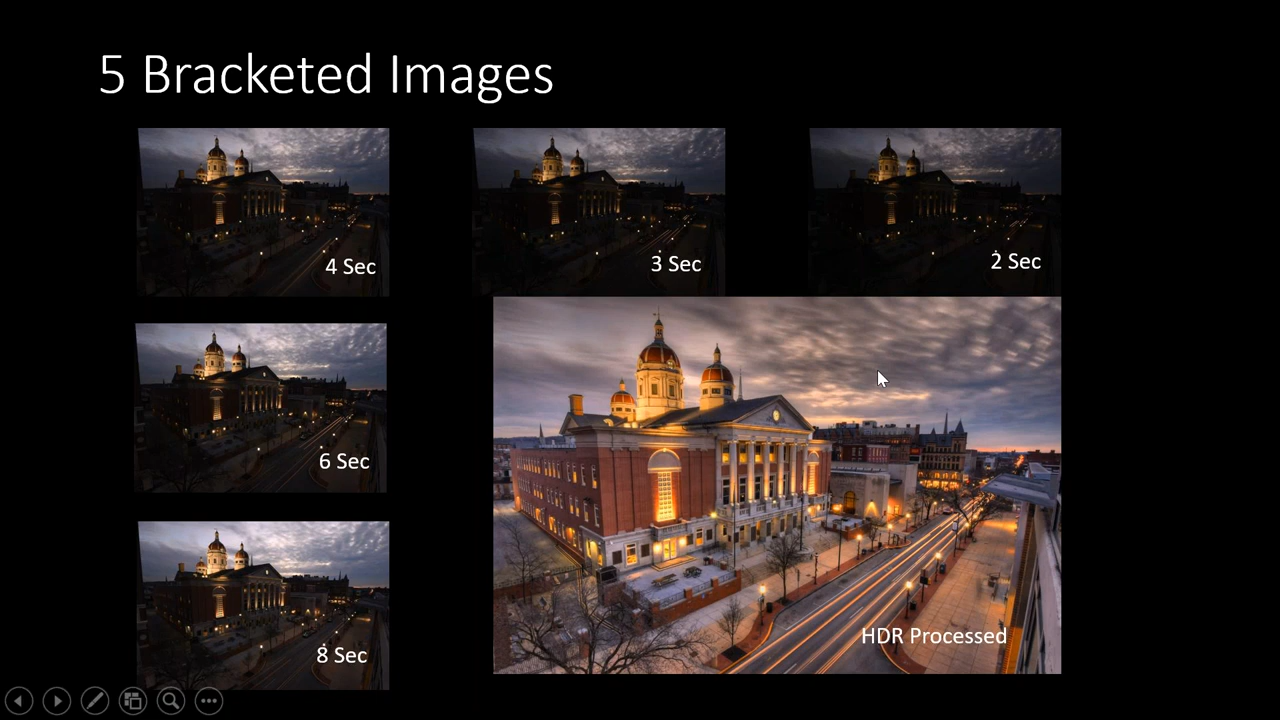 5 Bracketed Images
4 Sec
3 Sec
2 Sec
6 Sec
8 Sec
HDR Processed